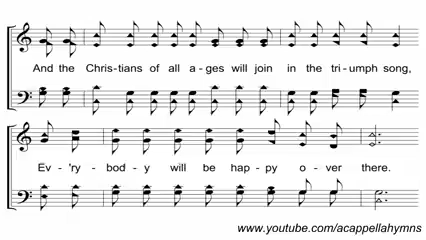 And the Chris-tians of all a-ges will join in the tri-umph song,
Ev-'ry-bod-y will be hap-py o-ver there.
www.youtube.com/acappellahymns